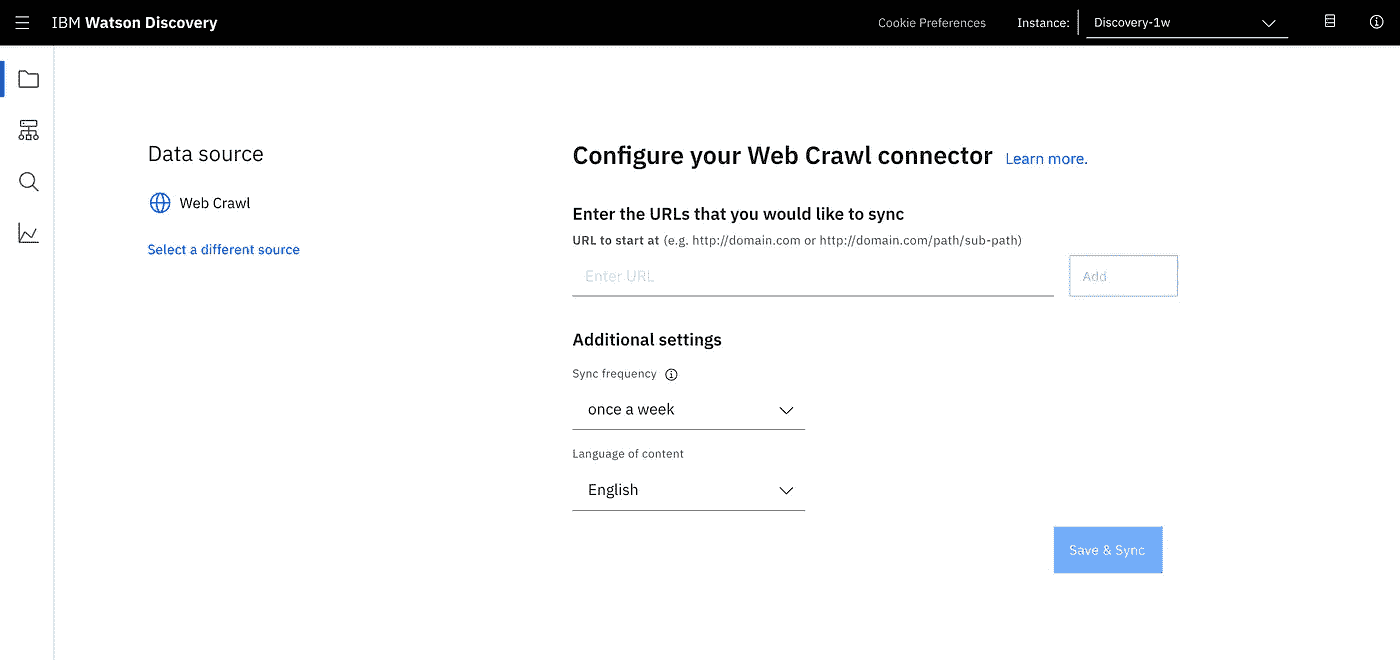 IBM Watson Discovery
Cookie Preferences
Instance:
Discovery-1w
Data source
Web Crawl
Select a different source
Configure your Web Crawl connector Learn more.
Enter the URLs that you would like to sync
URL to start at (e.g. http://domain.com or http://domain.com/path/sub-path)
Enter URL
Add
Additional settings
Sync frequency
once a week
Language of content
English
Save & Sync